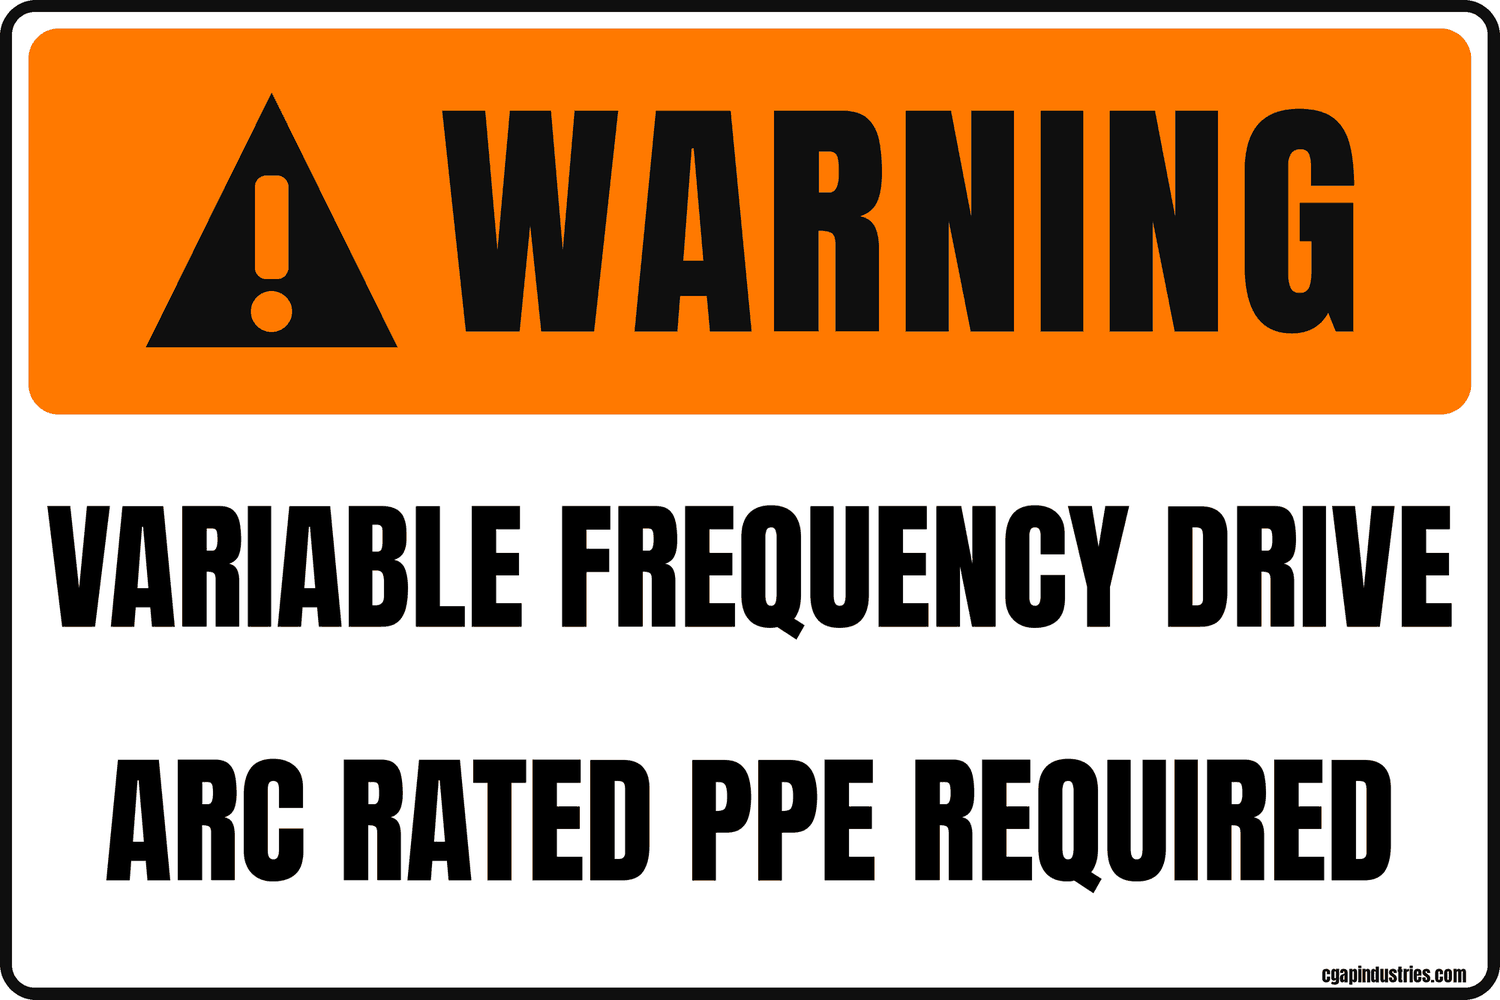 WARNING
VARIABLE FREQUENCY DRIVE
ARC RATED PPE REQUIRED
cgapindustries.com